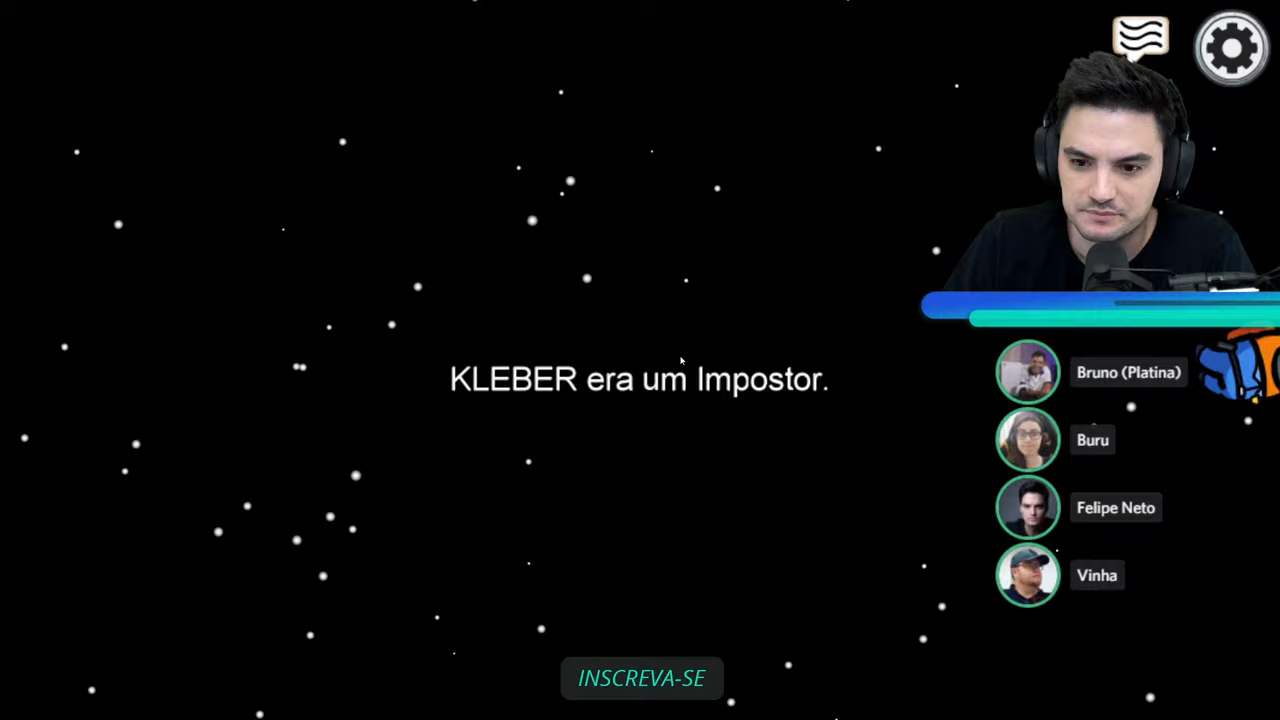 KLEBER era um Impostor.
Bruno (Platina)
Buru
Felipe Neto
Vinha
INSCREVA-SE